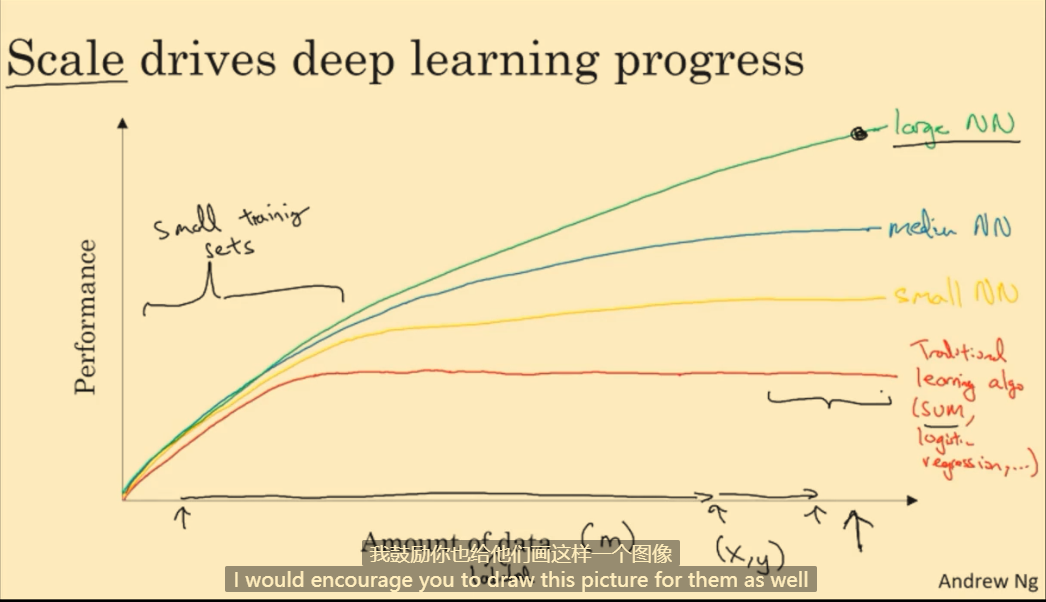 Scale drives deep learning progress
large NN
small training
sets
medium NN
Performance
small NN
Traditional
learning algo
(SVM,
logistic
regression,...)
Amount of data (m)
(x,y)
我鼓励你也给他们画这样一个图像
I would encourage you to draw this picture for them as well
Andrew Ng